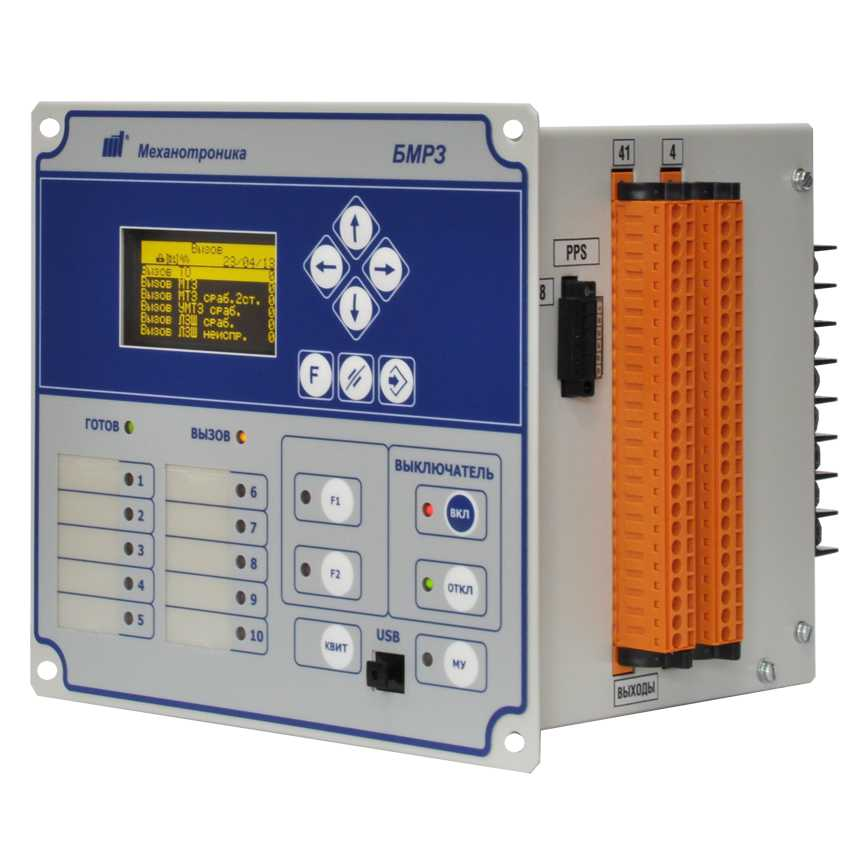 Механотроника
БМРЗ
Вызов
23/04/13
Вызов ТО 0
Вызов МТЗ 0
Вызов МТЗ сраб.2ст. 0
Вызов УМТЗ сраб. 0
Вызов ЛЗШ сраб. 0
Вызов ЛЗШ неиспр. 0
F
ГОТОВ
ВЫЗОВ
1
2
3
4
5
6
7
8
9
10
F1
F2
КВИТ
ВЫКЛЮЧАТЕЛЬ
ВКЛ
ОТКЛ
USB
МУ
41
4
PPS
8
ВЫХОДЫ